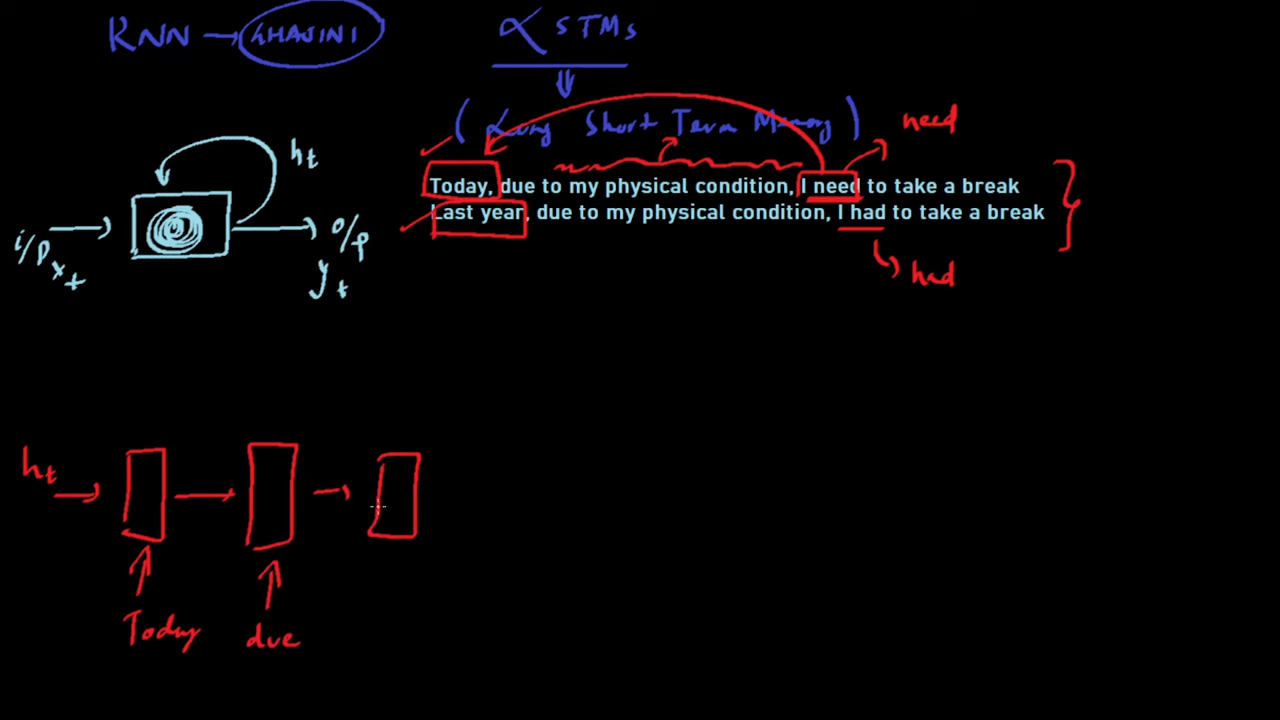 RNN → GHAJINI
LSTMs
(Long Short Term Memory)
need
Today, due to my physical condition, I need to take a break
Last year, due to my physical condition, I had to take a break
had
ht
i/p
xt
o/p
yt
ht
Today
due